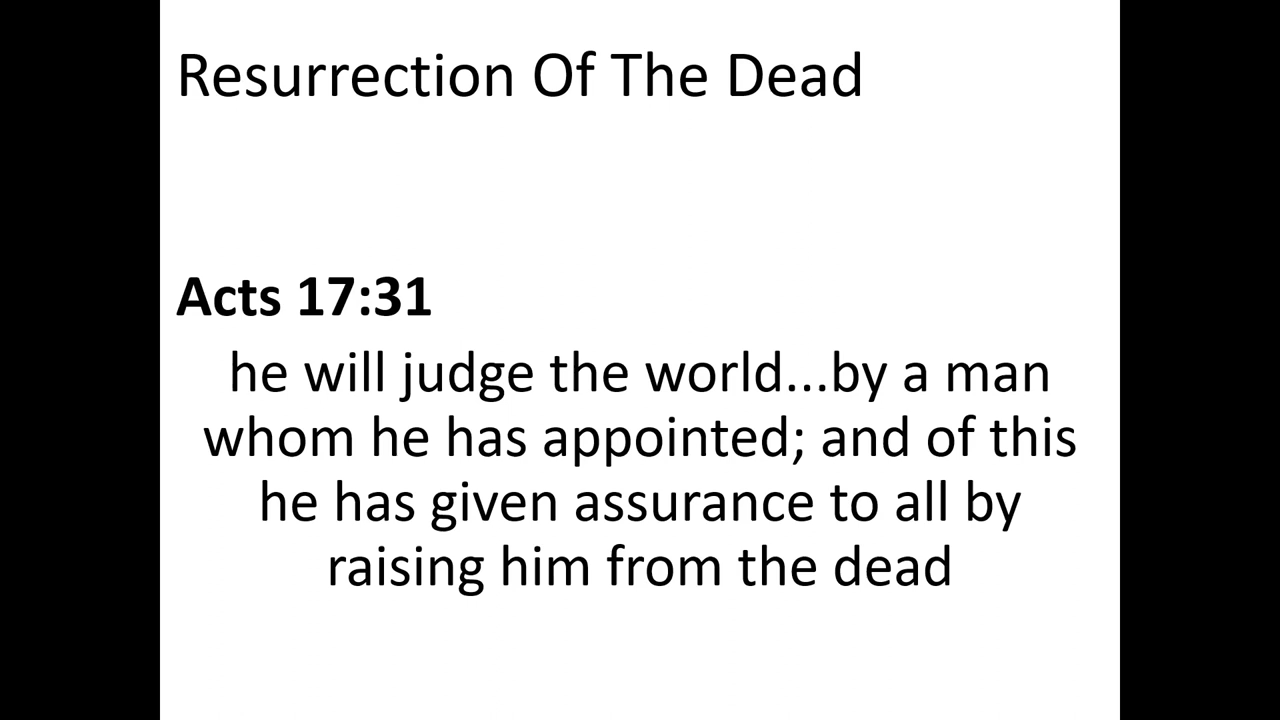 Resurrection Of The Dead
Acts 17:31
he will judge the world...by a man
whom he has appointed; and of this
he has given assurance to all by
raising him from the dead